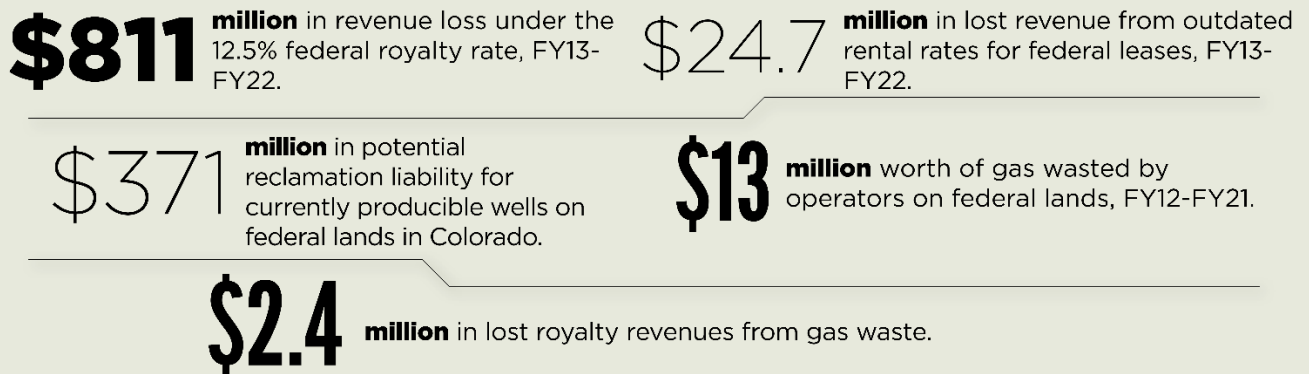 $811 million in revenue loss under the
12.5% federal royalty rate, FY13-
FY22.
$24.7 million in lost revenue from outdated
rental rates for federal leases, FY13-
FY22.
$371 million in potential
reclamation liability for
currently producible wells on
federal lands in Colorado.
$13 million worth of gas wasted by
operators on federal lands, FY12-FY21.
$2.4 million in lost royalty revenues from gas waste.